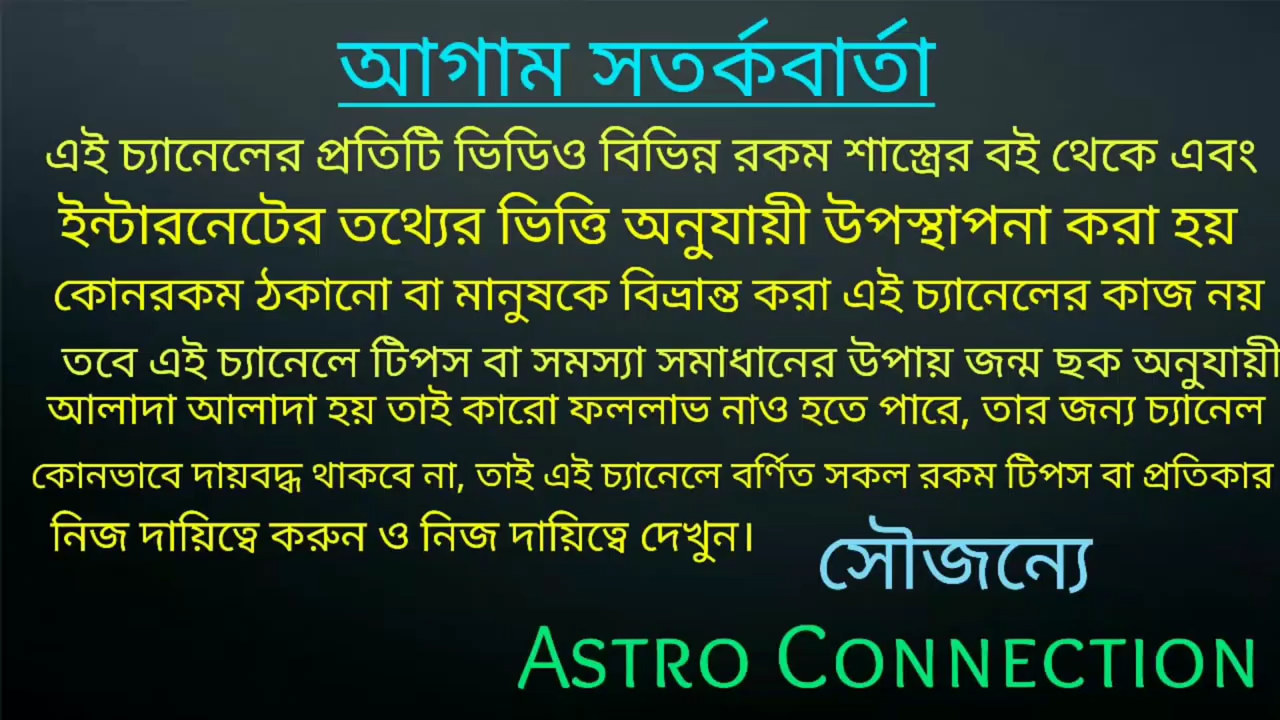 আগাম সতর্কবার্তা
এই চ্যানেলের প্রতিটি ভিডিও বিভিন্ন রকম শাস্ত্রের বই থেকে এবং
ইন্টারনেটের তথ্যের ভিত্তি অনুযায়ী উপস্থাপনা করা হয়
কোনরকম ঠকানো বা মানুষকে বিভ্রান্ত করা এই চ্যানেলের কাজ নয়
তবে এই চ্যানেলে টিপস বা সমস্যা সমাধানের উপায় জন্ম ছক অনুযায়ী
আলাদা আলাদা হয় তাই কারো ফললাভ নাও হতে পারে, তার জন্য চ্যানেল
কোনভাবে দায়বদ্ধ থাকবে না, তাই এই চ্যানেলে বর্ণিত সকল রকম টিপস বা প্রতিকার
নিজ দায়িত্বে করুন ও নিজ দায়িত্বে দেখুন।
সৌজন্যে
ASTRO CONNECTION